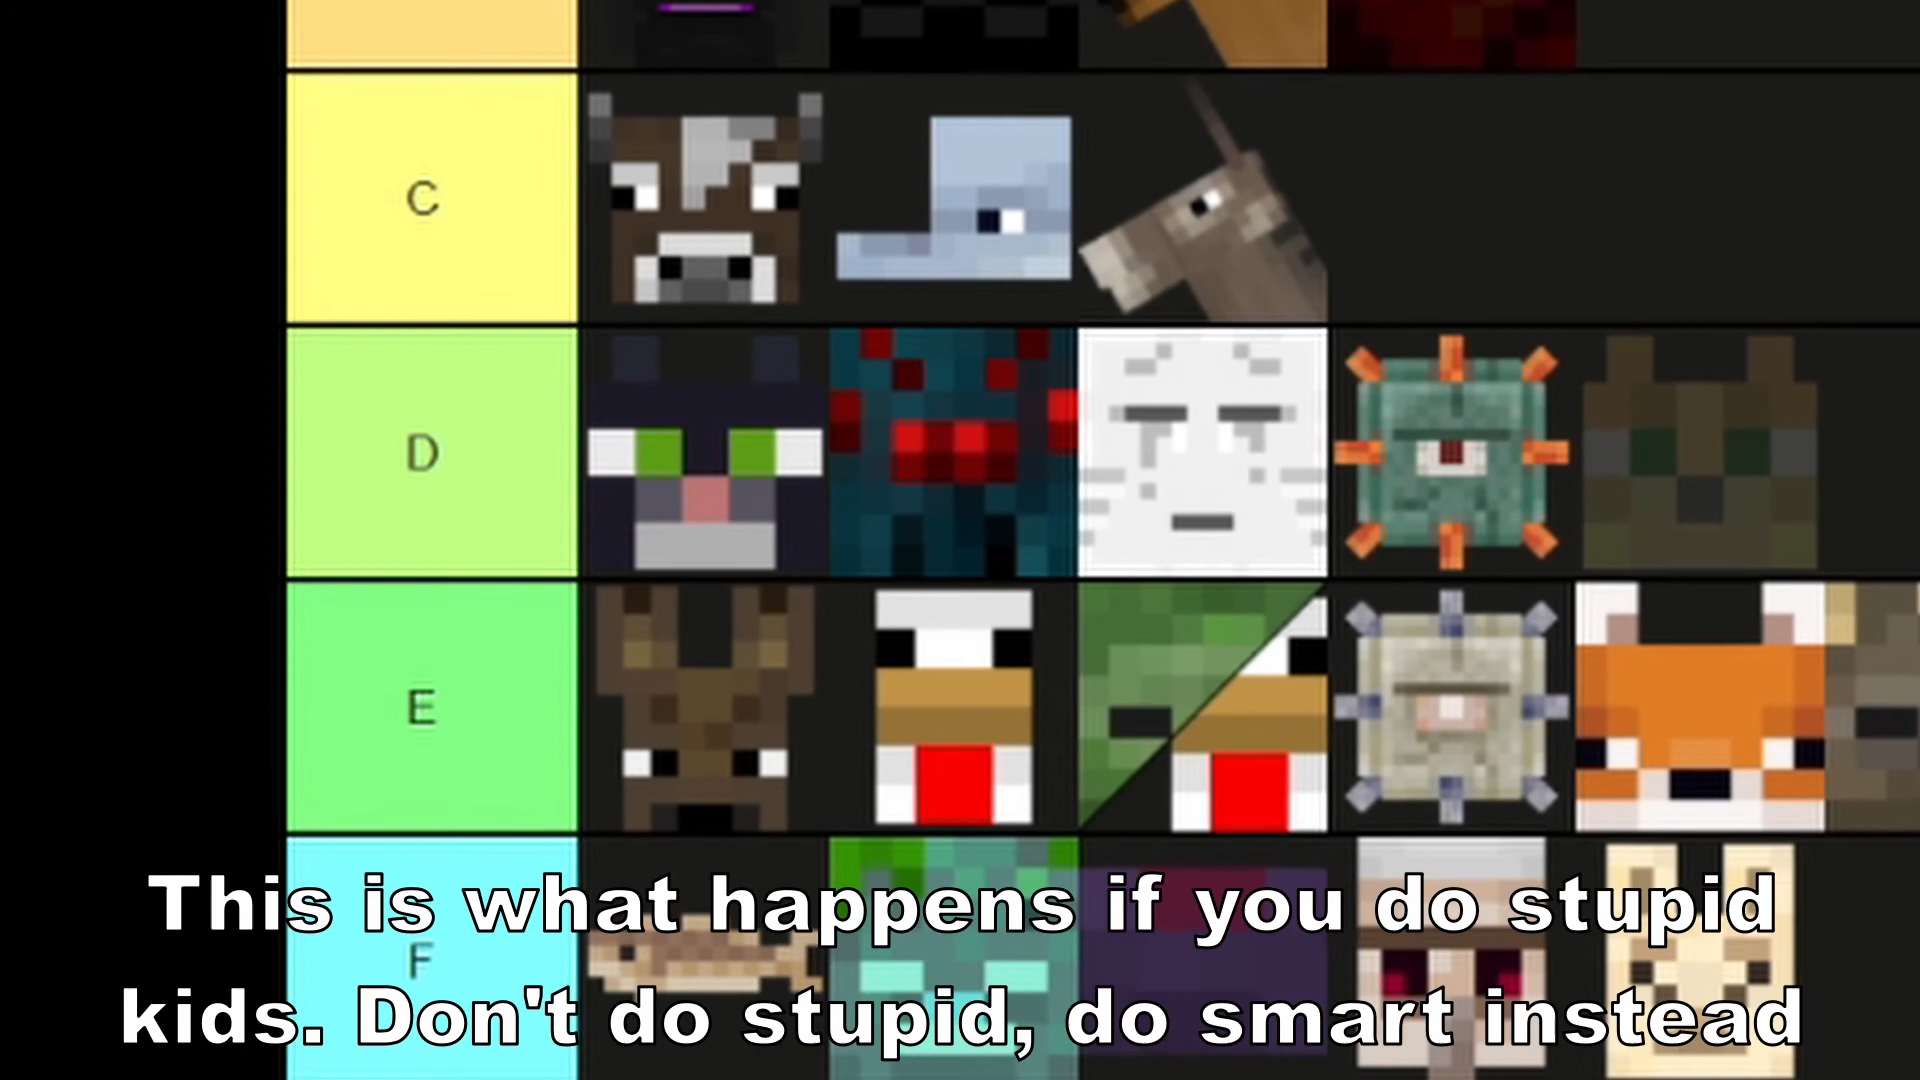 C
D
E
F
This is what happens if you do stupid
kids. Don't do stupid, do smart instead